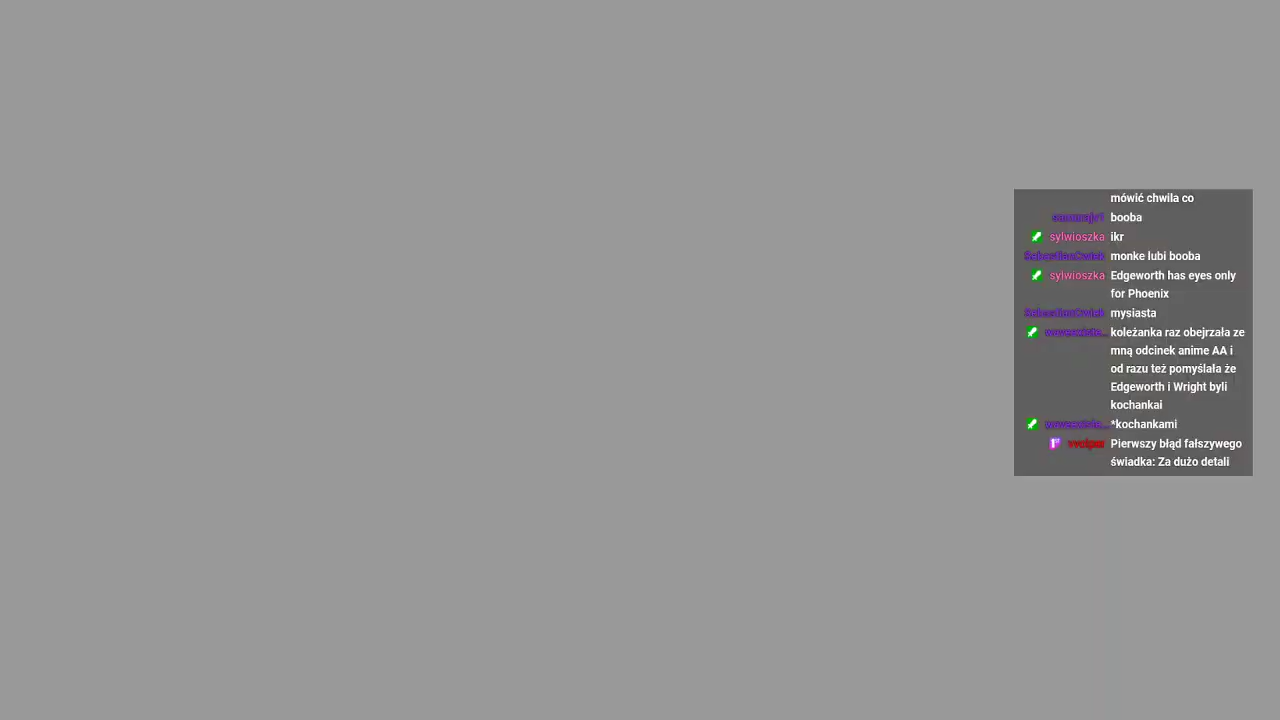 mówić chwila co
booba
sylwioszka ikr
monke lubi booba
sylwioszka Edgeworth has eyes only
for Phoenix
mysiasta
koleżanka raz obejrzała ze
mną odcinek anime AA i
od razu też pomyślała że
Edgeworth i Wright byli
kochankai
*kochankami
Pierwszy błąd fałszywego
świadka: Za dużo detali